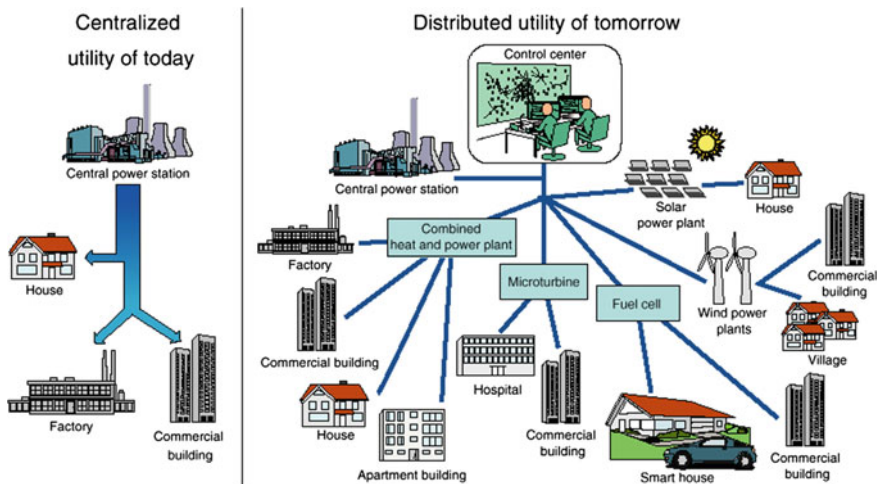 Centralized
utility of today
Central power station
House
Factory
Commercial
building
Distributed utility of tomorrow
Control center
Central power station
Solar
power plant
House
Combined
heat and power plant
Factory
Microturbine
Fuel cell
Wind power
plants
Commercial
building
Village
Commercial building
Hospital
House
Apartment building
Commercial
building
Smart house
Commercial
building